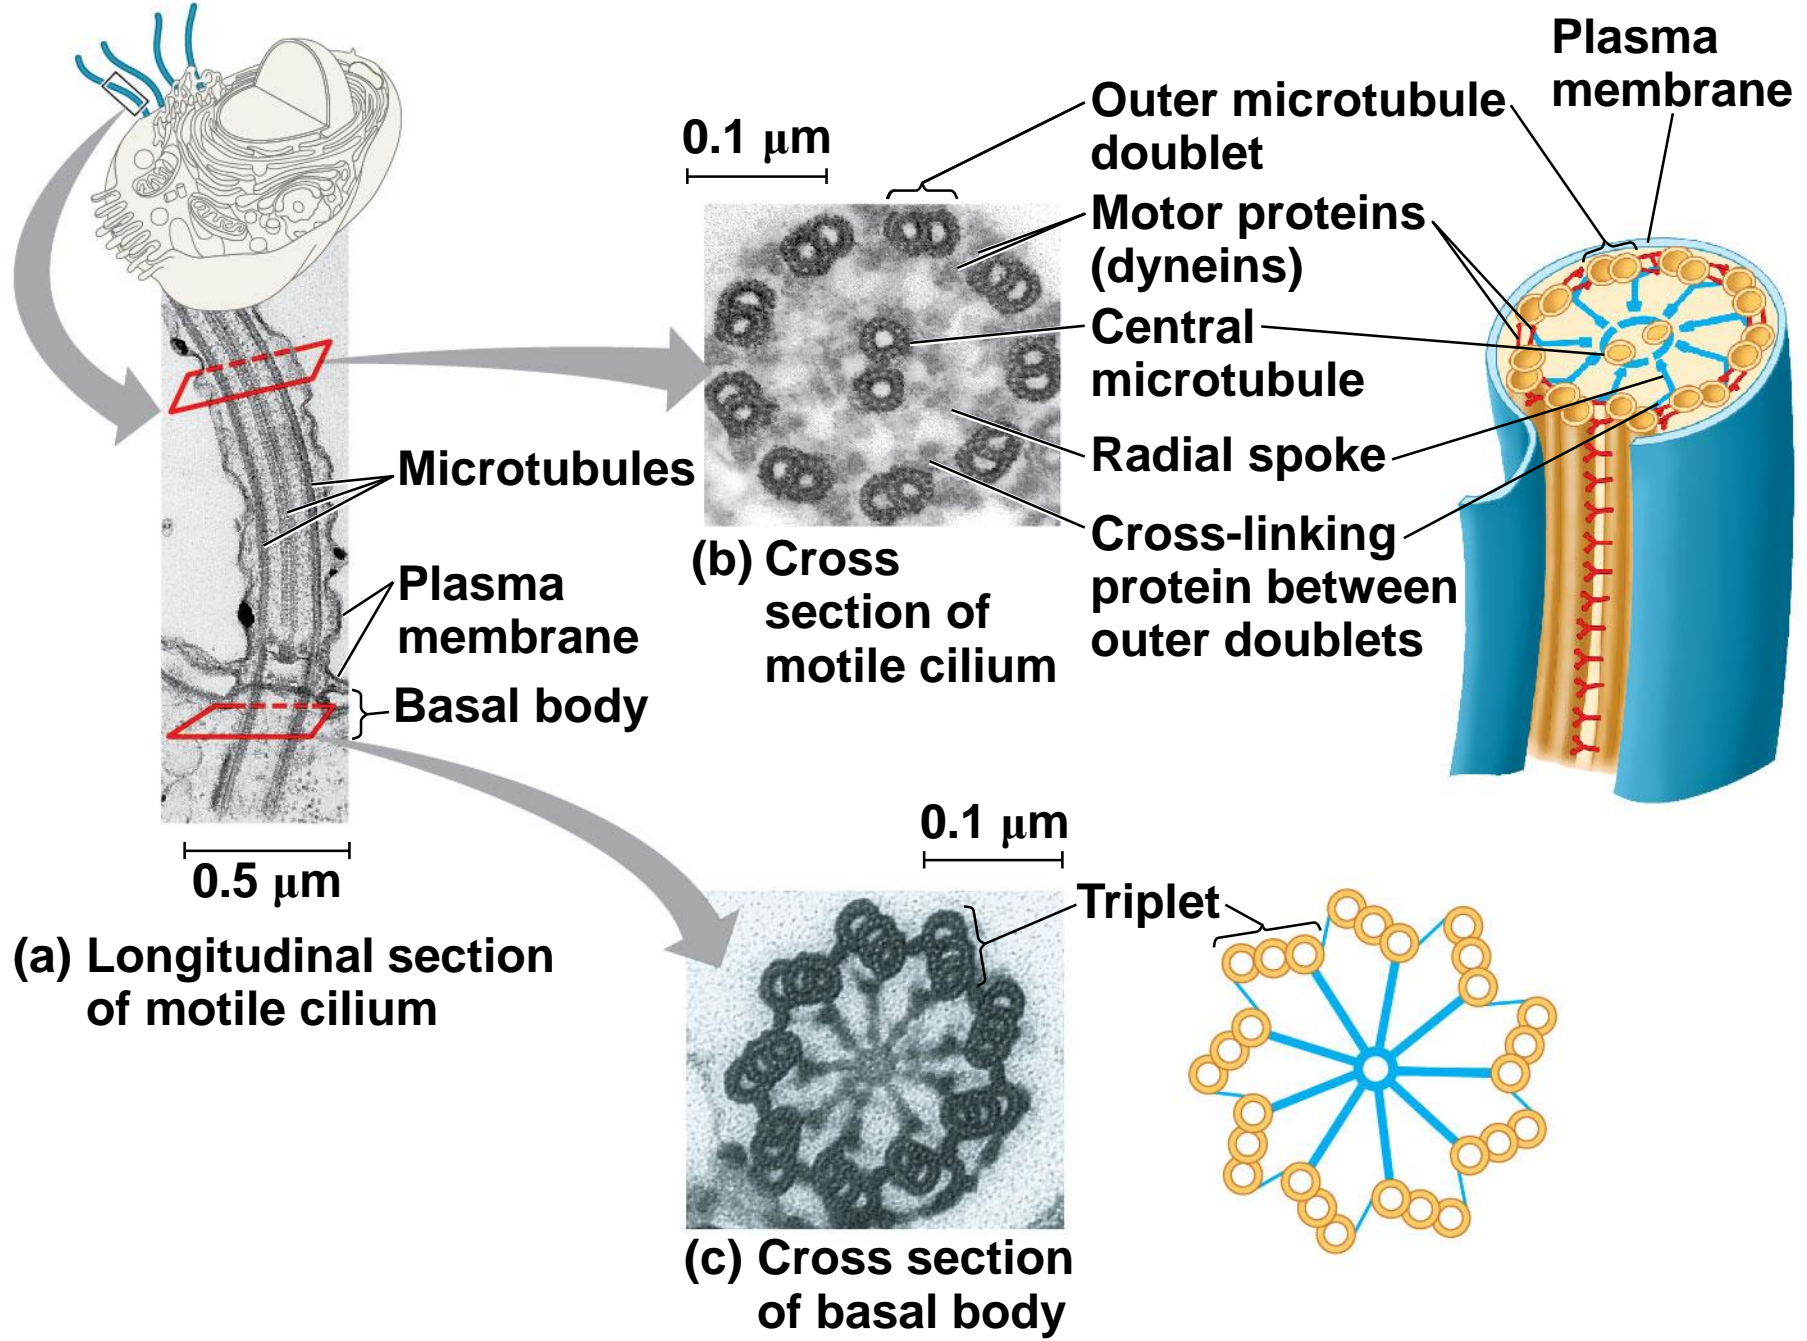 Plasma
membrane
Outer microtubule
doublet
0.1 μm
Motor proteins
(dyneins)
Central
microtubule
Radial spoke
Microtubules
Cross-linking
protein between
outer doublets
(b) Cross
section of
motile cilium
Plasma
membrane
Basal body
0.5 μm
(a) Longitudinal section
of motile cilium
0.1 μm
Triplet
(c) Cross section
of basal body